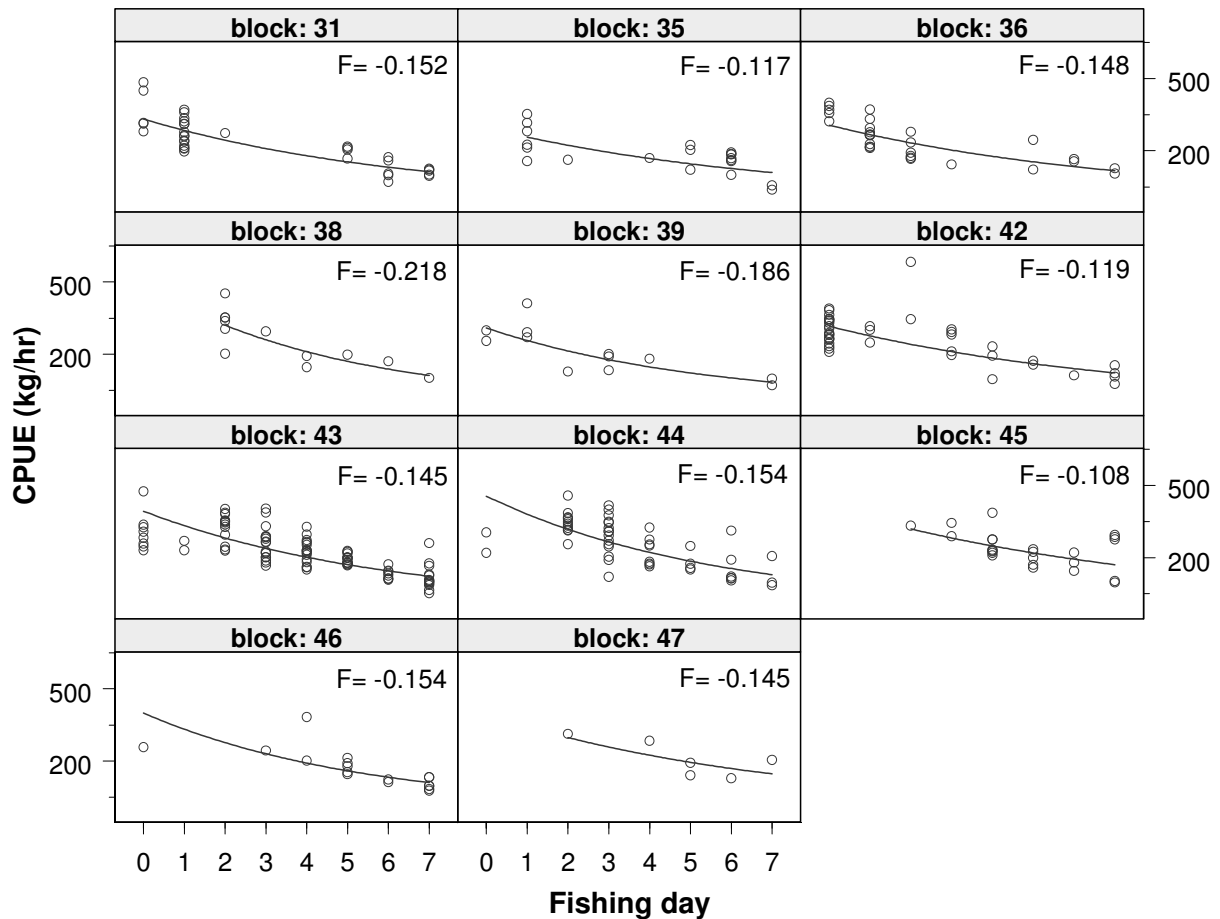 block: 31
block: 35
block: 36
F= -0.152
F= -0.117
F= -0.148
500
200
block: 38
block: 39
block: 42
F= -0.218
F= -0.186
F= -0.119
500
200
CPUE (kg/hr)
block: 43
block: 44
block: 45
F= -0.145
F= -0.154
F= -0.108
500
200
block: 46
block: 47
F= -0.154
F= -0.145
500
200
0 1 2 3 4 5 6 7
0 1 2 3 4 5 6 7
Fishing day